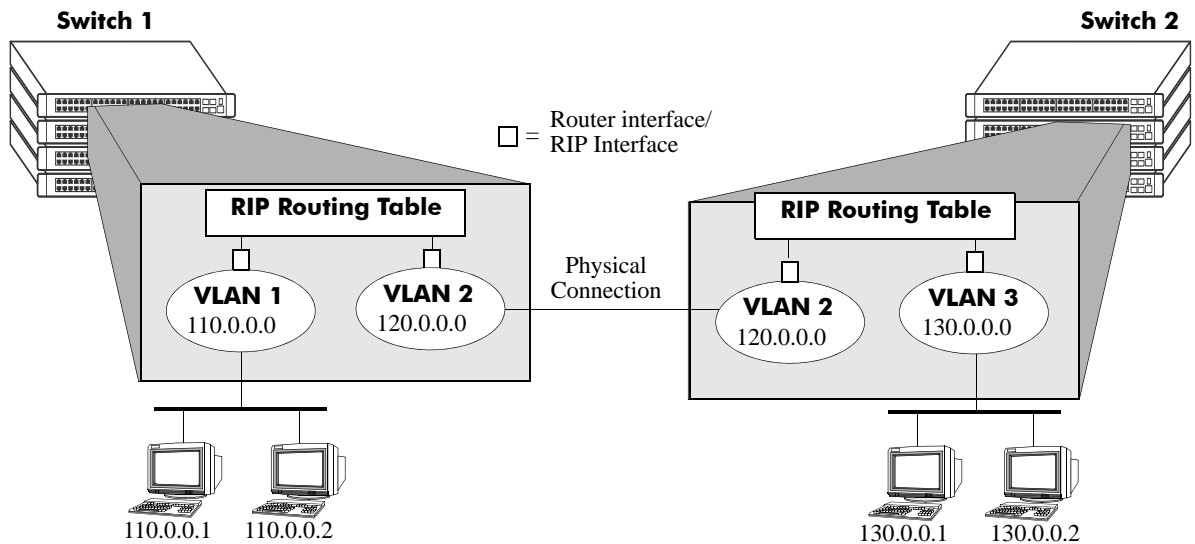 Switch 1
Switch 2
= Router interface/
RIP Interface
RIP Routing Table
RIP Routing Table
VLAN 1
110.0.0.0
VLAN 2
120.0.0.0
Physical
Connection
VLAN 2
120.0.0.0
VLAN 3
130.0.0.0
110.0.0.1
110.0.0.2
130.0.0.1
130.0.0.2